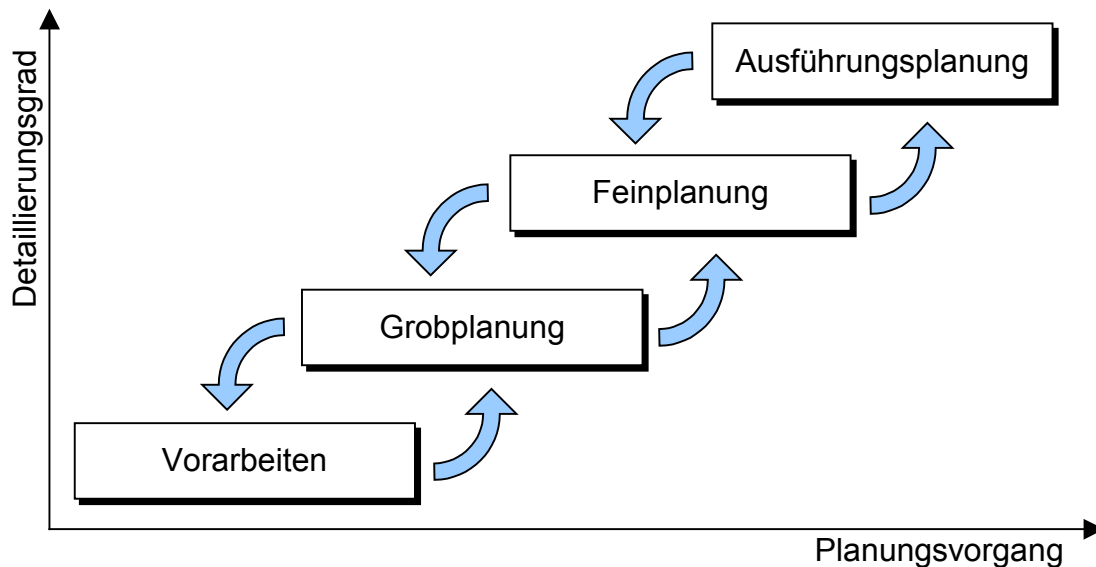 Detaillierungsgrad
Ausführungsplanung
Feinplanung
Grobplanung
Vorarbeiten
Planungsvorgang